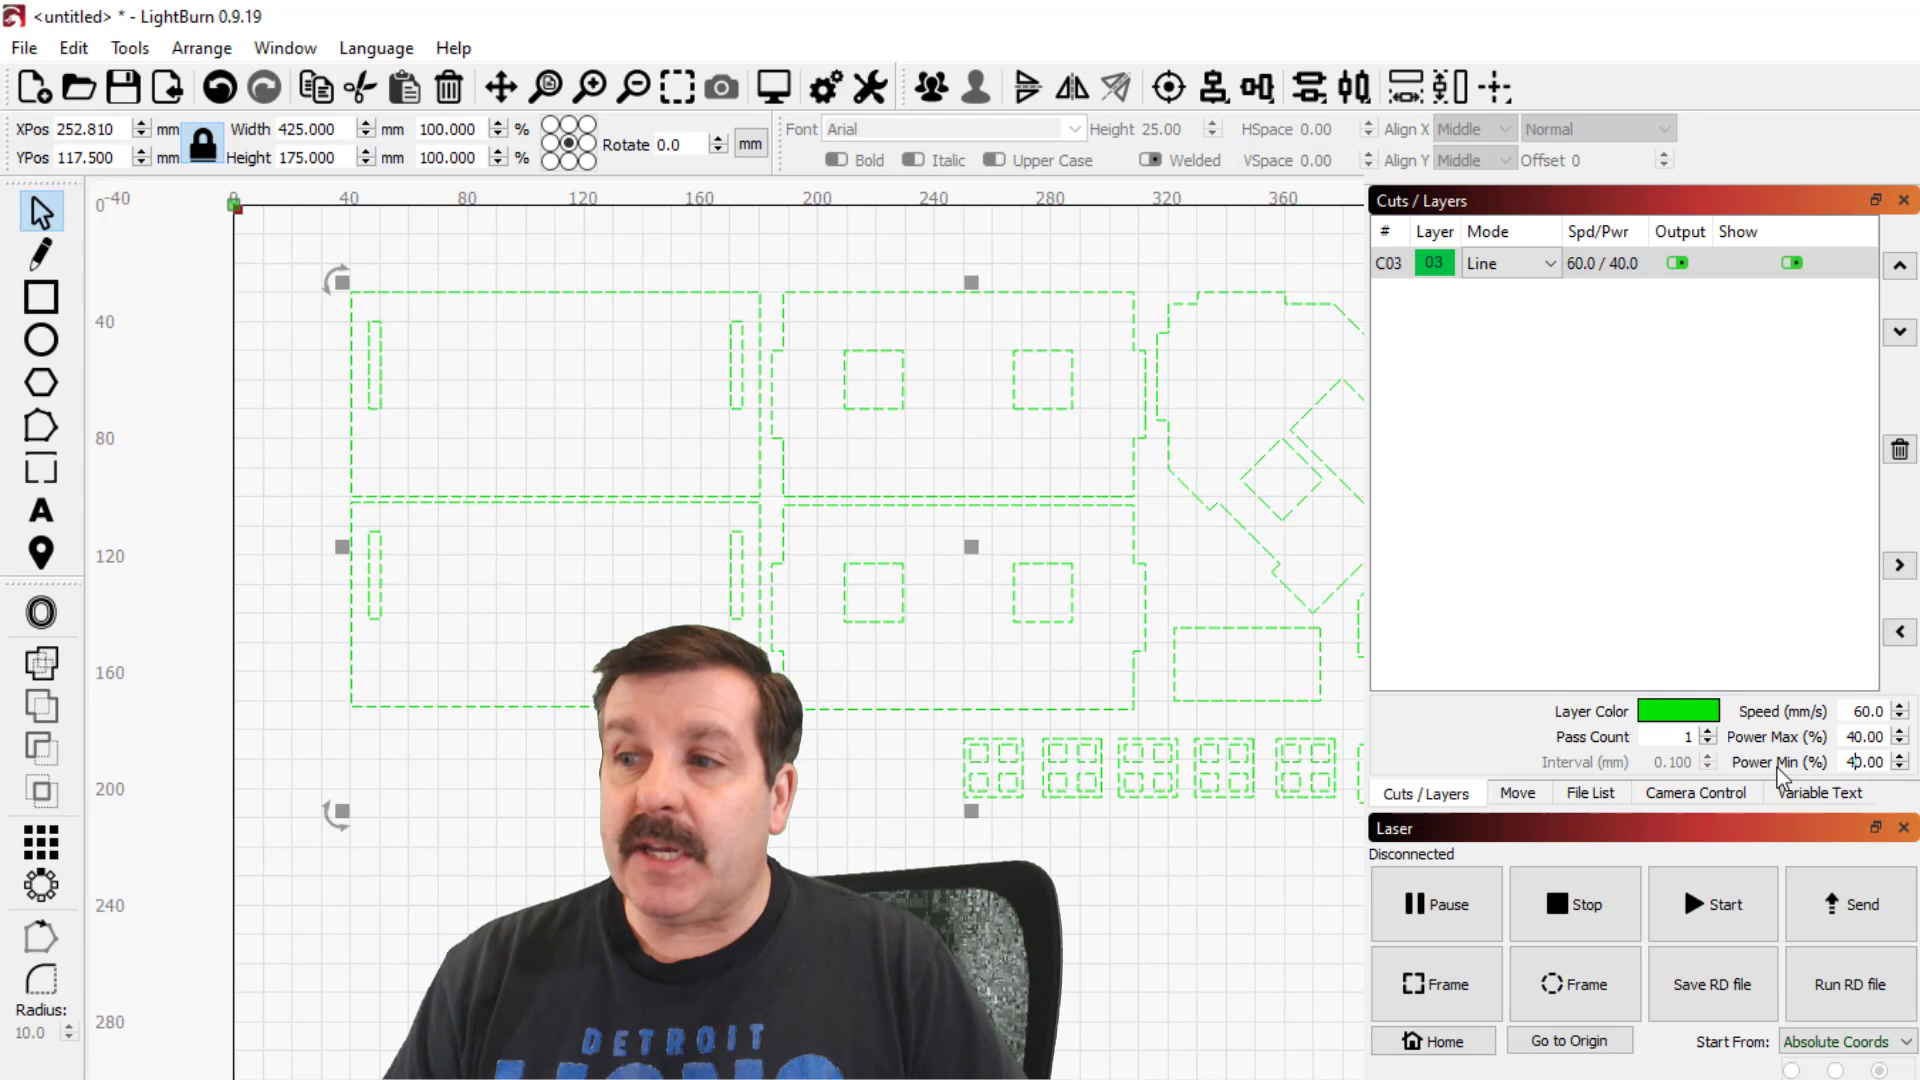 <untitled> * - LightBurn 0.9.19
File Edit Tools Arrange Window Language Help
XPos 252.810 mm Width 425.000 mm 100.000 %
YPos 117.500 mm Height 175.000 mm 100.000 %
Rotate 0.0 mm
Font Arial Height 25.00 HSpace 0.00 Align X Middle Normal
Bold Italic Upper Case Welded VSpace 0.00 Align Y Middle Offset 0
0 -40 0 40 80 120 160 200 240 280 320 360
40
80
120
160
200
240
280
Radius:
10.0
Cuts / Layers
# Layer Mode Spd/Pwr Output Show
C03 03 Line 60.0 / 40.0
Layer Color Speed (mm/s) 60.0
Pass Count 1 Power Max (%) 40.00
Interval (mm) 0.100 Power Min (%) 40.00
Cuts / Layers Move File List Camera Control Variable Text
Laser
Disconnected
Pause Stop Start Send
Frame Frame Save RD file Run RD file
Home Go to Origin Start From: Absolute Coords
DETROIT
LIONS